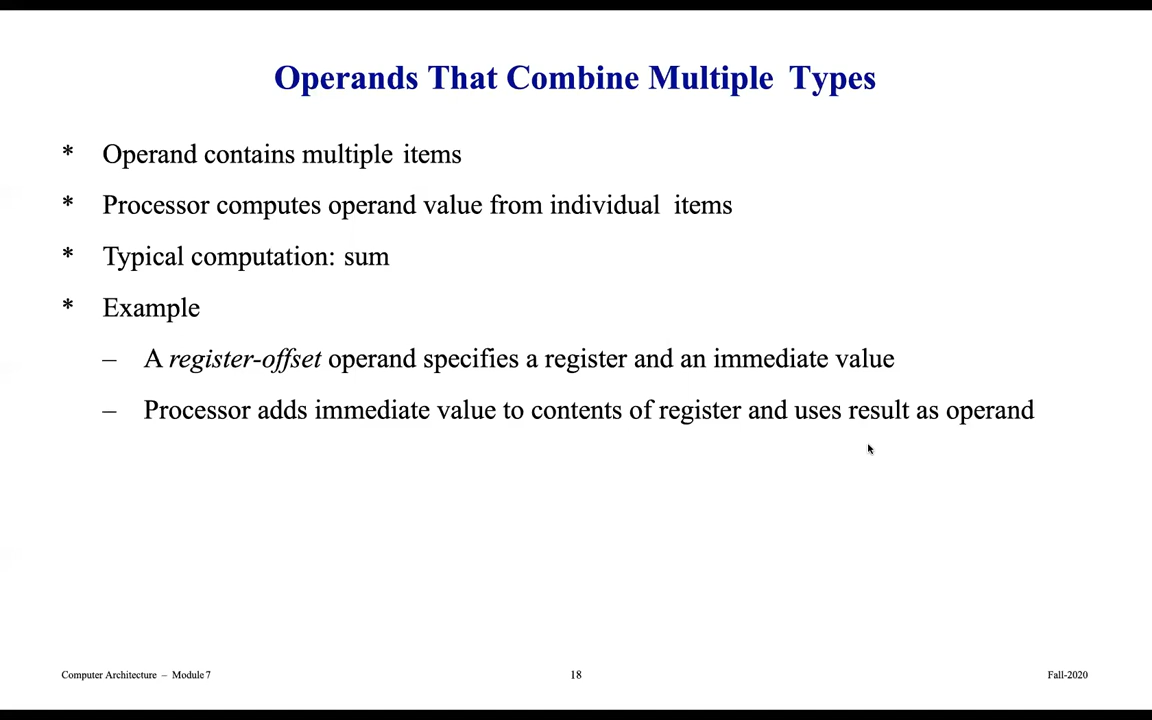 Operands That Combine Multiple Types
* Operand contains multiple items
* Processor computes operand value from individual items
* Typical computation: sum
* Example
– A register-offset operand specifies a register and an immediate value
– Processor adds immediate value to contents of register and uses result as operand
Computer Architecture – Module 7 18 Fall-2020